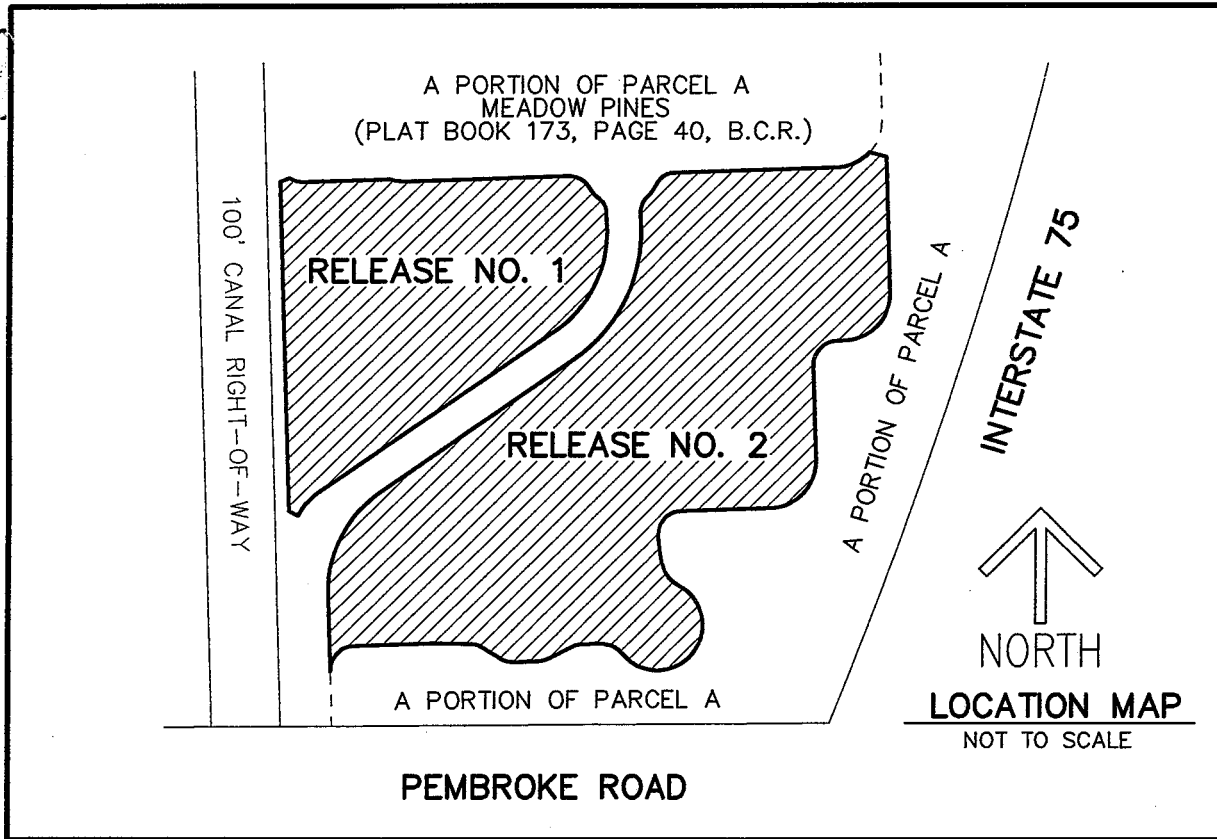 A PORTION OF PARCEL A
MEADOW PINES
(PLAT BOOK 173, PAGE 40, B.C.R.)
100' CANAL RIGHT-OF-WAY
RELEASE NO. 1
RELEASE NO. 2
A PORTION OF PARCEL A
INTERSTATE 75
A PORTION OF PARCEL A
NORTH
LOCATION MAP
NOT TO SCALE
PEMBROKE ROAD